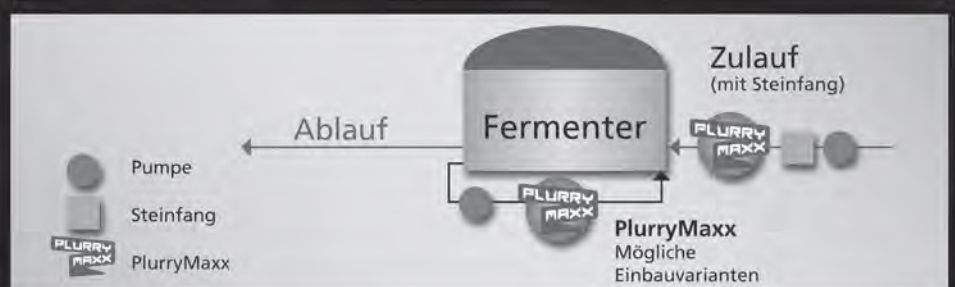 Zulauf
(mit Steinfang)
Ablauf
Fermenter
PLURRY
MAXX
Pumpe
Steinfang
PLURRY
MAXX
PlurryMaxx
PLURRY
MAXX
PlurryMaxx
Mögliche
Einbauvarianten